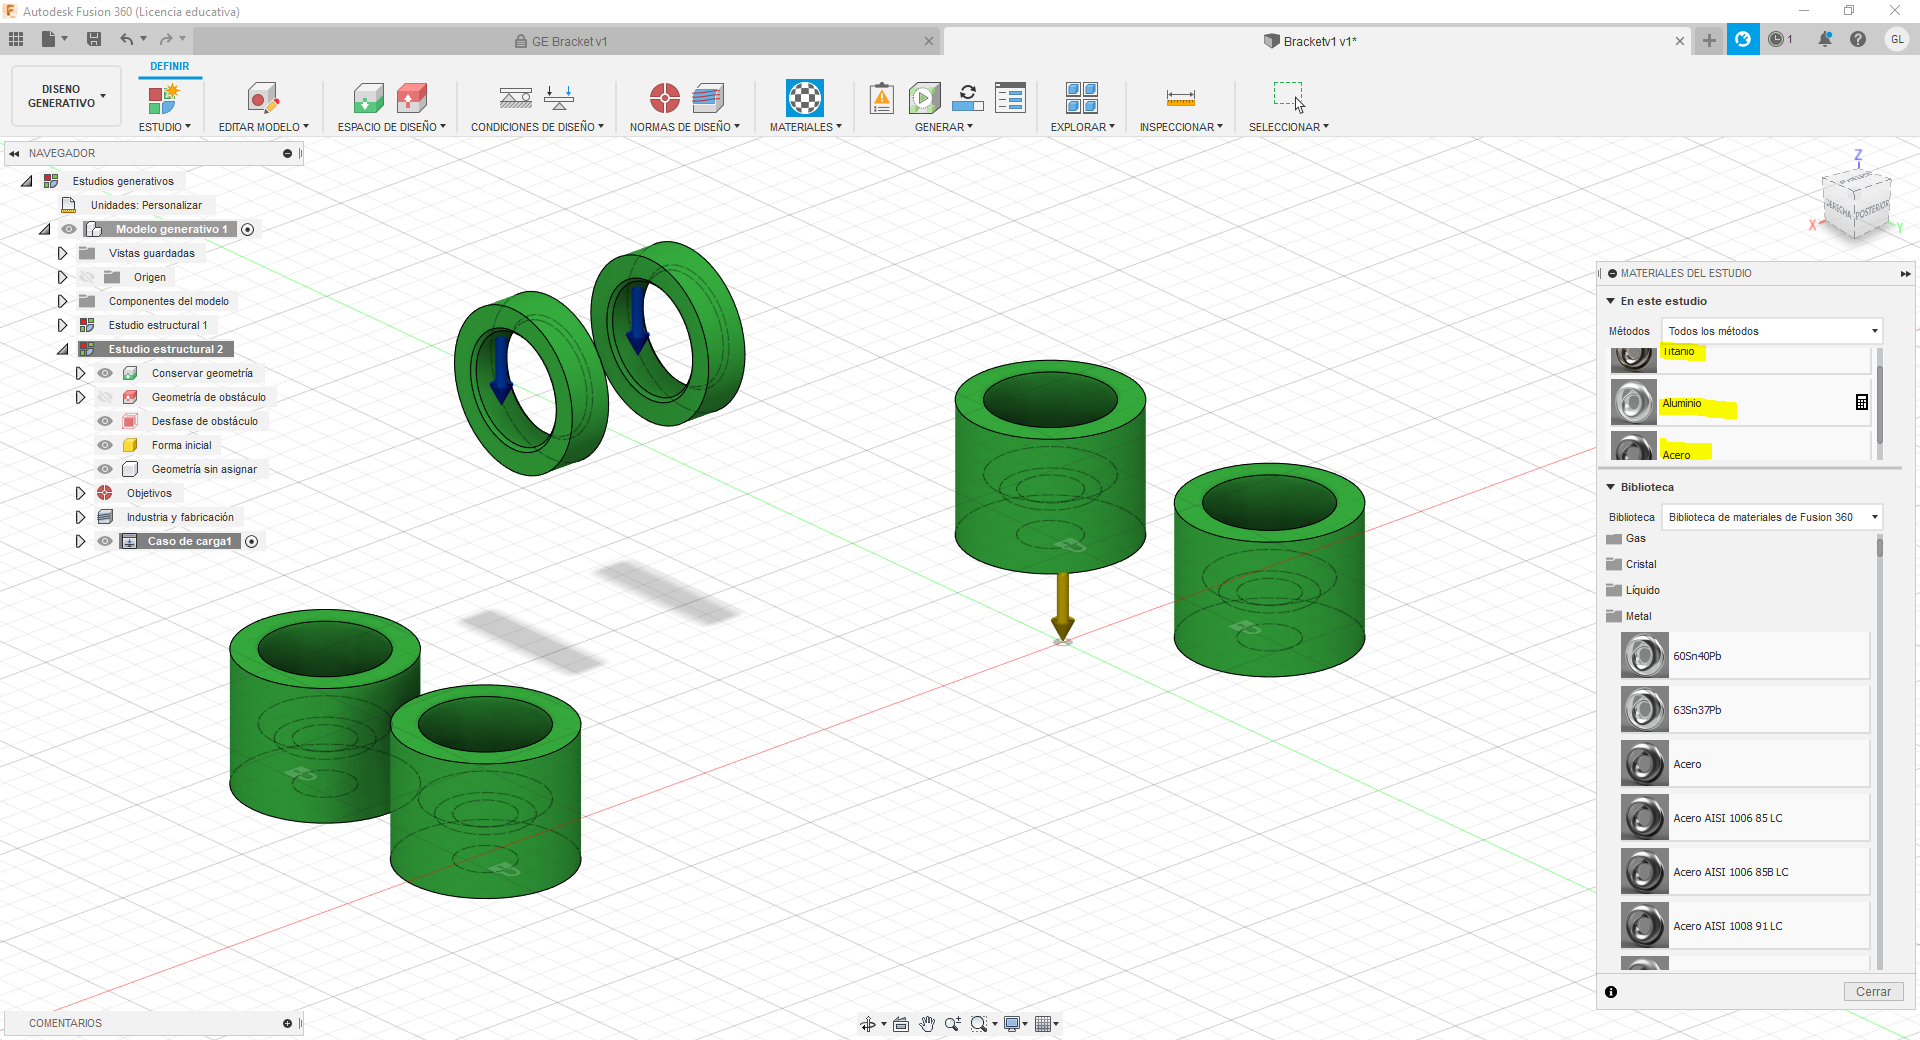 Autodesk Fusion 360 (Licencia educativa)
GE Bracket v1
Bracketv1 v1*
1
GL
DISENO GENERATIVO
DEFINIR
ESTUDIO
EDITAR MODELO
ESPACIO DE DISEÑO
CONDICIONES DE DISEÑO
NORMAS DE DISEÑO
MATERIALES
GENERAR
EXPLORAR
INSPECCIONAR
SELECCIONAR
NAVEGADOR
Estudios generativos
Unidades: Personalizar
Modelo generativo 1
Vistas guardadas
Origen
Componentes del modelo
Estudio estructural 1
Estudio estructural 2
Conservar geometría
Geometría de obstáculo
Desfase de obstáculo
Forma inicial
Geometría sin asignar
Objetivos
Industria y fabricación
Caso de carga1
Z
DERECHA
POSTERIOR
X
Y
MATERIALES DEL ESTUDIO
En este estudio
Métodos
Todos los métodos
Titanio
Aluminio
Acero
Biblioteca
Biblioteca
Biblioteca de materiales de Fusion 360
Gas
Cristal
Líquido
Metal
60Sn40Pb
63Sn37Pb
Acero
Acero AISI 1006 85 LC
Acero AISI 1006 85B LC
Acero AISI 1008 91 LC
Cerrar
COMENTARIOS